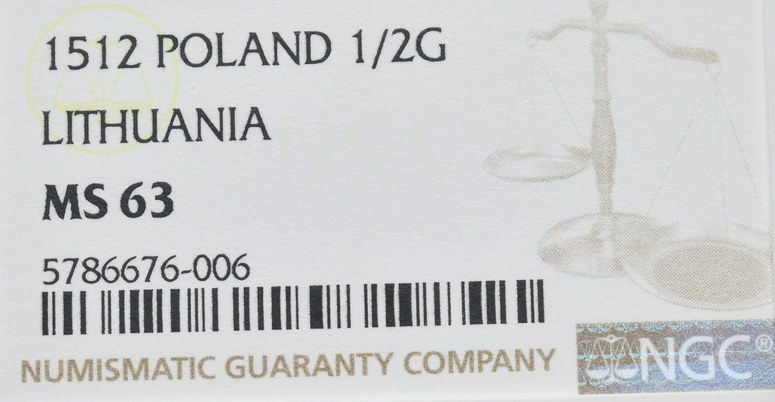 1512 POLAND 1/2G
LITHUANIA
MS 63
5786676-006
NUMISMATIC GUARANTY COMPANY
NGC®